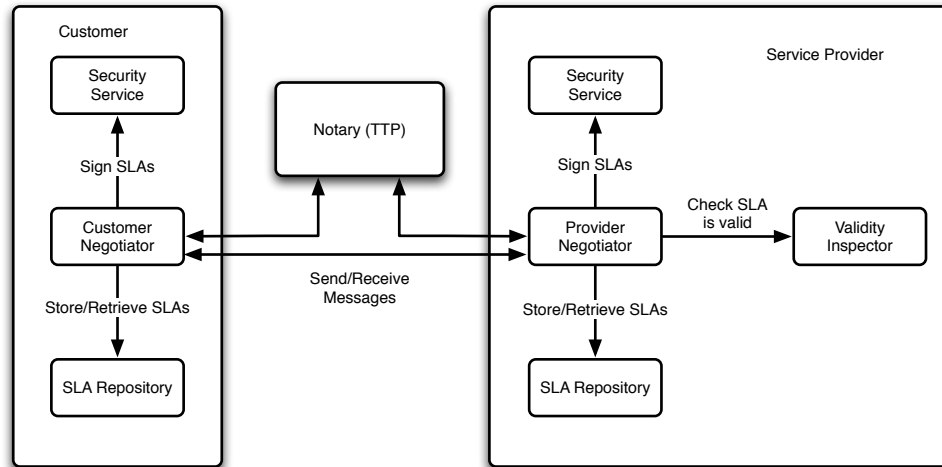 Customer
Security
Service
Sign SLAs
Customer
Negotiator
Store/Retrieve SLAs
SLA Repository
Notary (TTP)
Send/Receive
Messages
Service Provider
Security
Service
Sign SLAs
Provider
Negotiator
Check SLA
is valid
Validity
Inspector
Store/Retrieve SLAs
SLA Repository